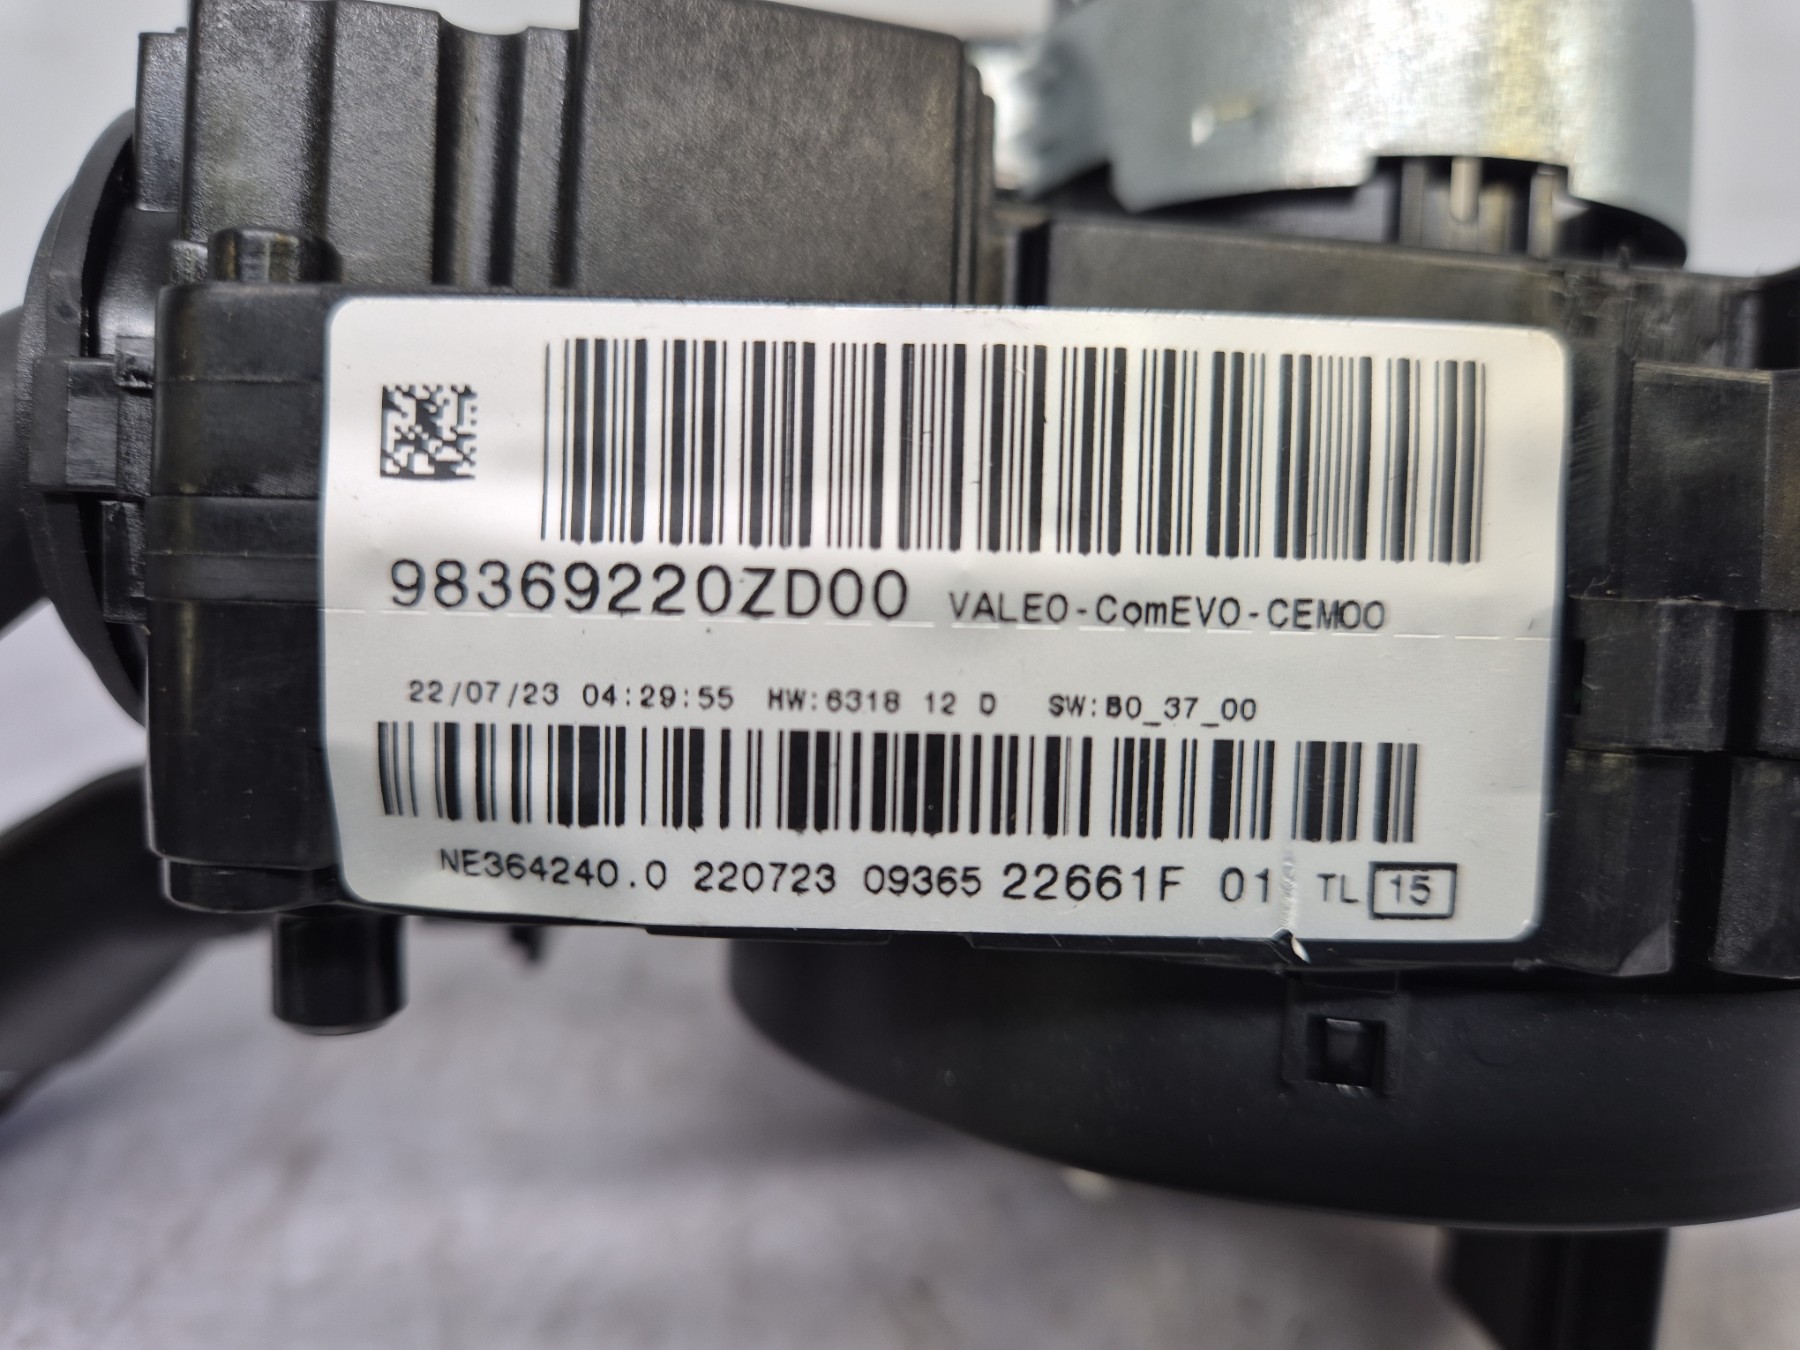 98369220ZD00 VALEO-ComEVO-CEM00
22/07/23 04:29:55 HW:6318 12 D SW:B0_37_00
NE364240.0 220723 09365 22661F 01 TL 15